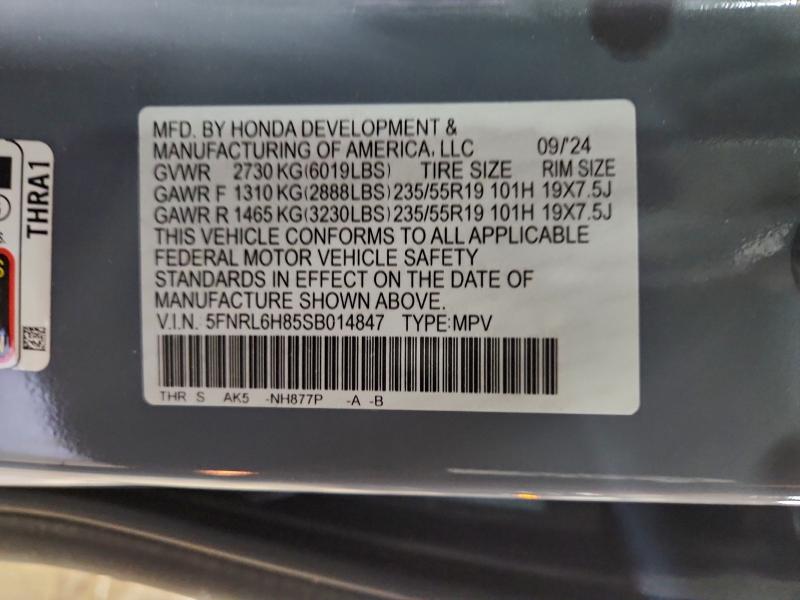 MFD. BY HONDA DEVELOPMENT &
MANUFACTURING OF AMERICA, LLC 09/'24
GVWR 2730 KG(6019LBS) TIRE SIZE RIM SIZE
GAWR F 1310 KG(2888LBS) 235/55R19 101H 19X7.5J
GAWR R 1465 KG(3230LBS) 235/55R19 101H 19X7.5J
THIS VEHICLE CONFORMS TO ALL APPLICABLE
FEDERAL MOTOR VEHICLE SAFETY
STANDARDS IN EFFECT ON THE DATE OF
MANUFACTURE SHOWN ABOVE.
V.I.N. 5FNRL6H85SB014847 TYPE:MPV
THR S AK5 -NH877P -A -B
THRA1